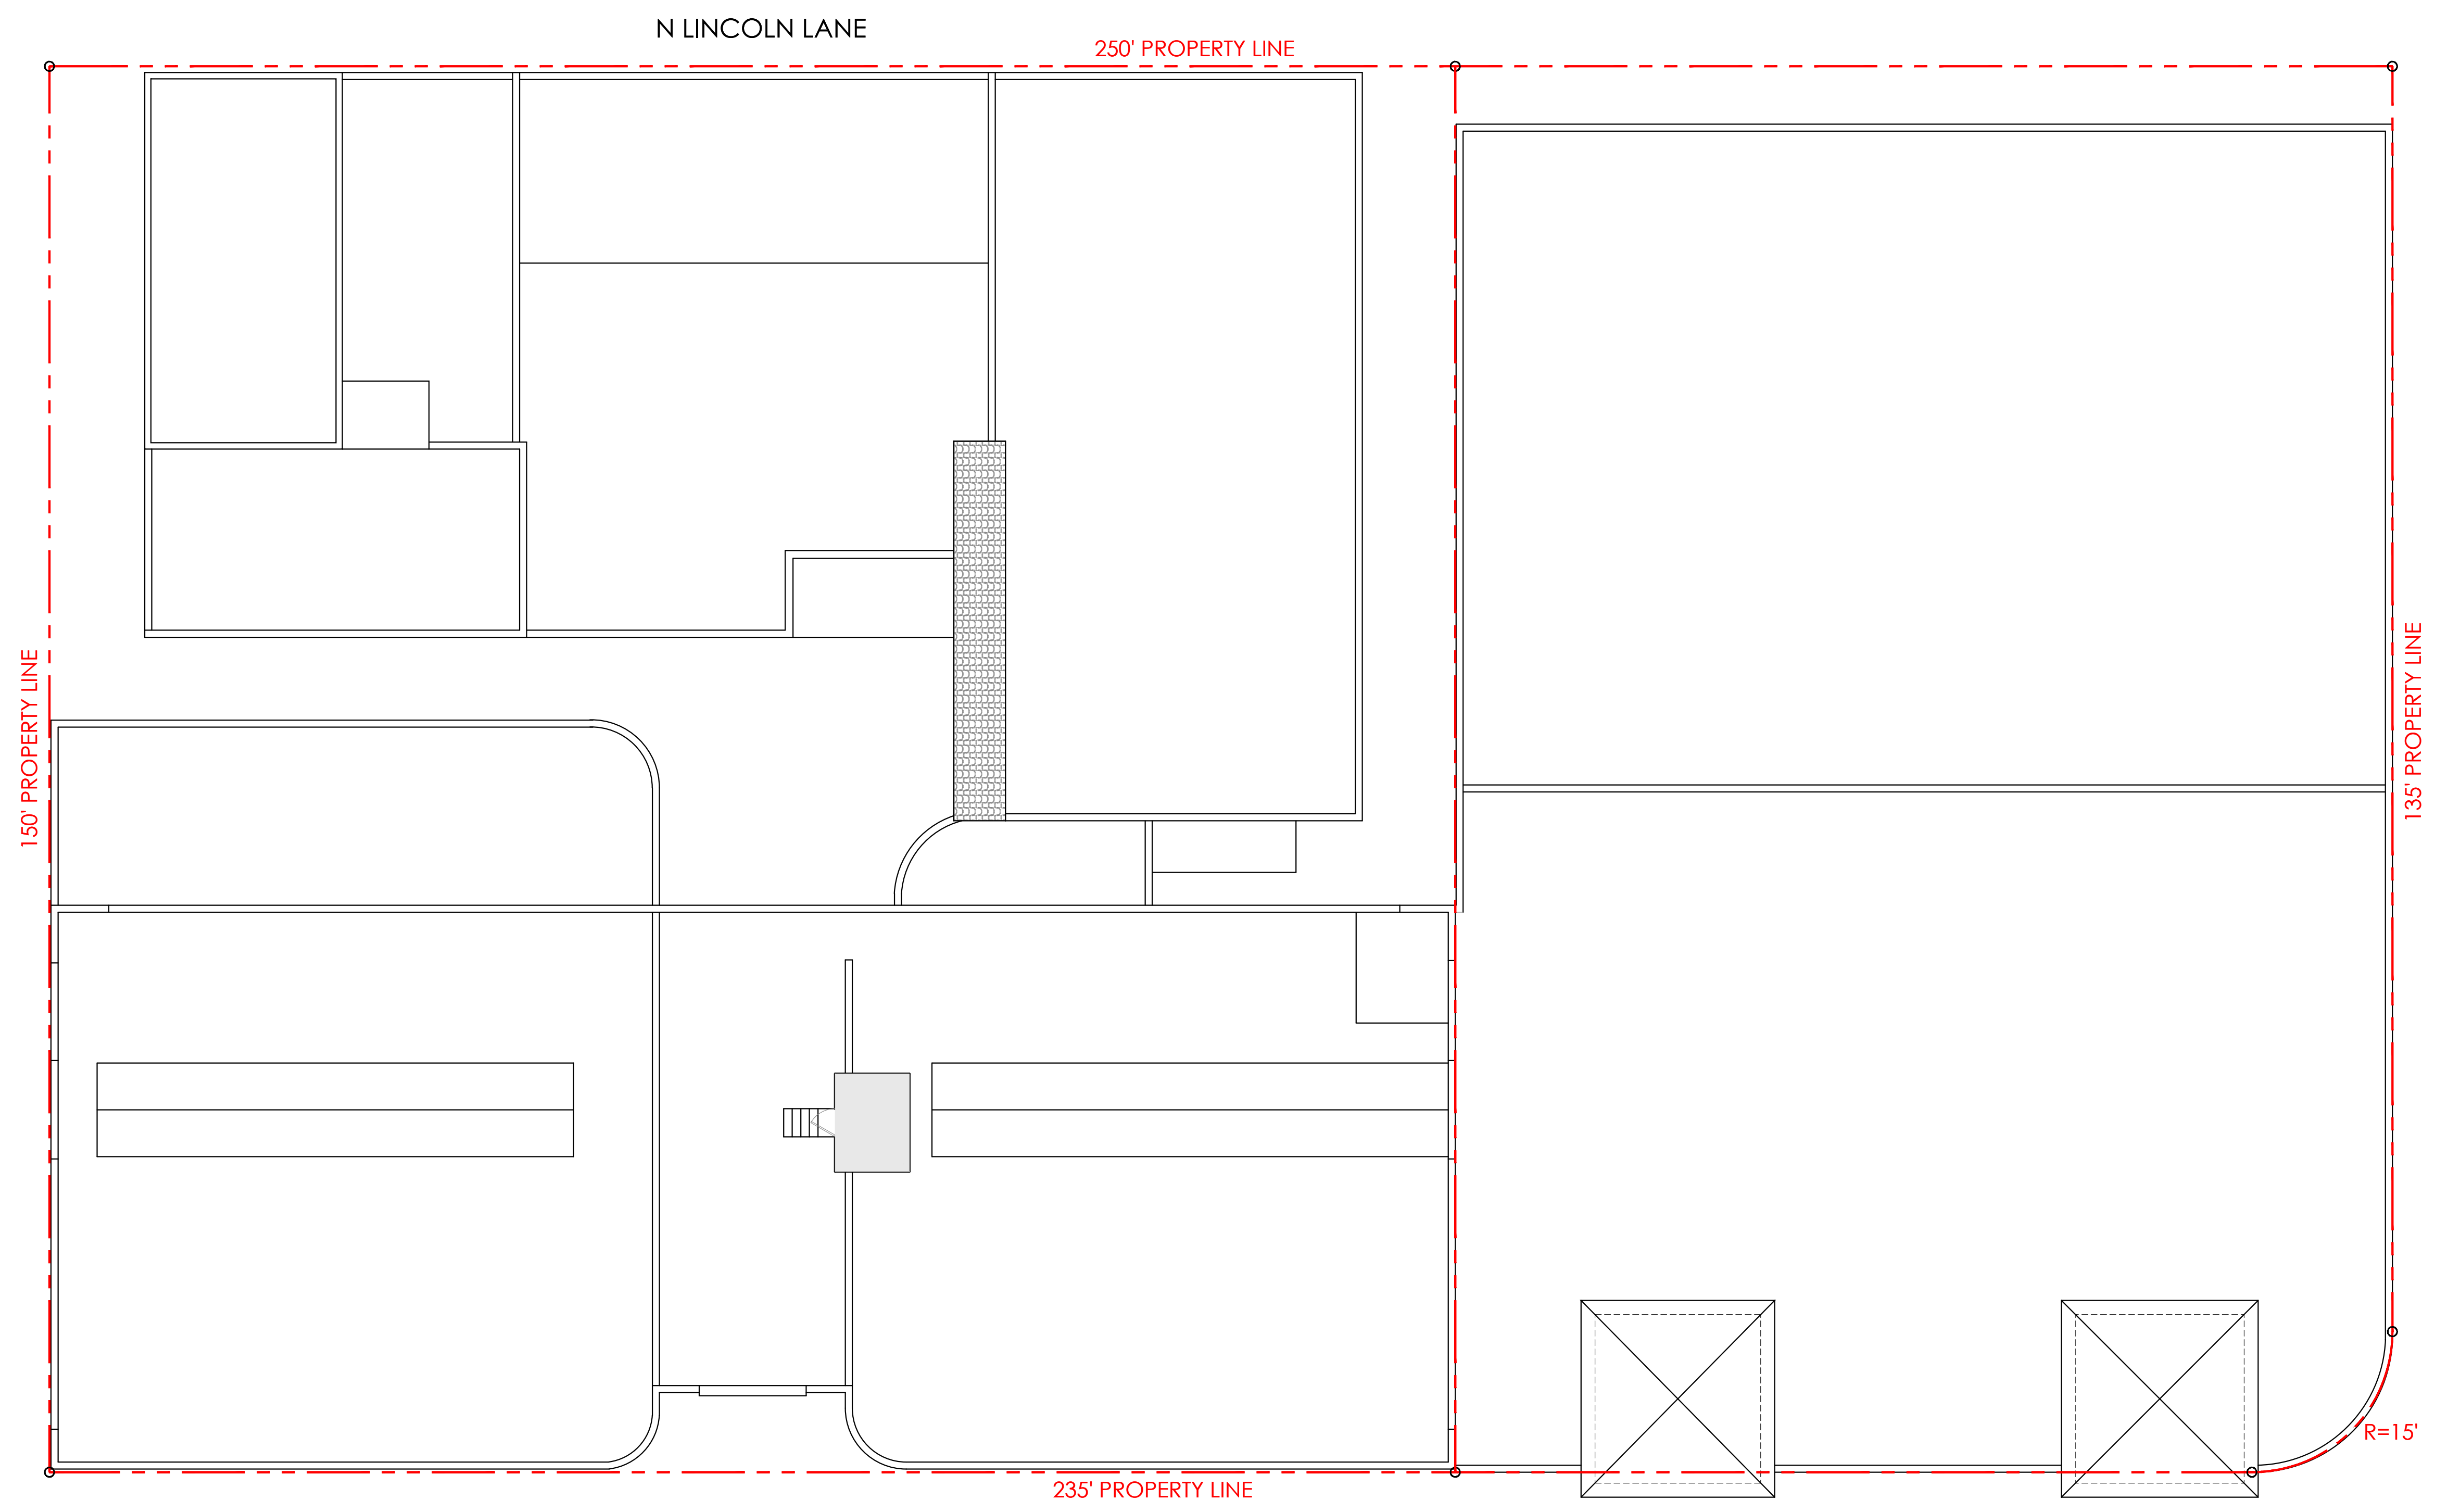 N LINCOLN LANE
250' PROPERTY LINE
150' PROPERTY LINE
135' PROPERTY LINE
R=15'
235' PROPERTY LINE